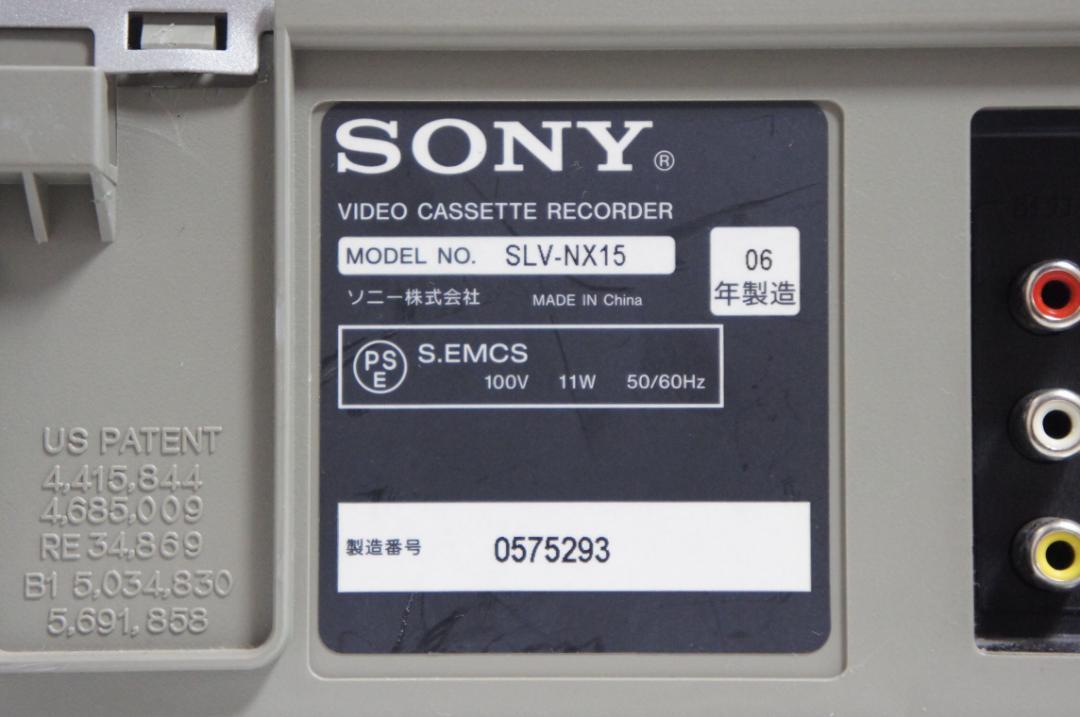 SONY®
VIDEO CASSETTE RECORDER
MODEL NO. SLV-NX15
06
年製造
ソニー株式会社 MADE IN China
PSE S.EMCS
100V 11W 50/60Hz
製造番号 0575293
US PATENT
4,415,844
4,685,009
RE 34,869
B1 5,034,830
5,691,858